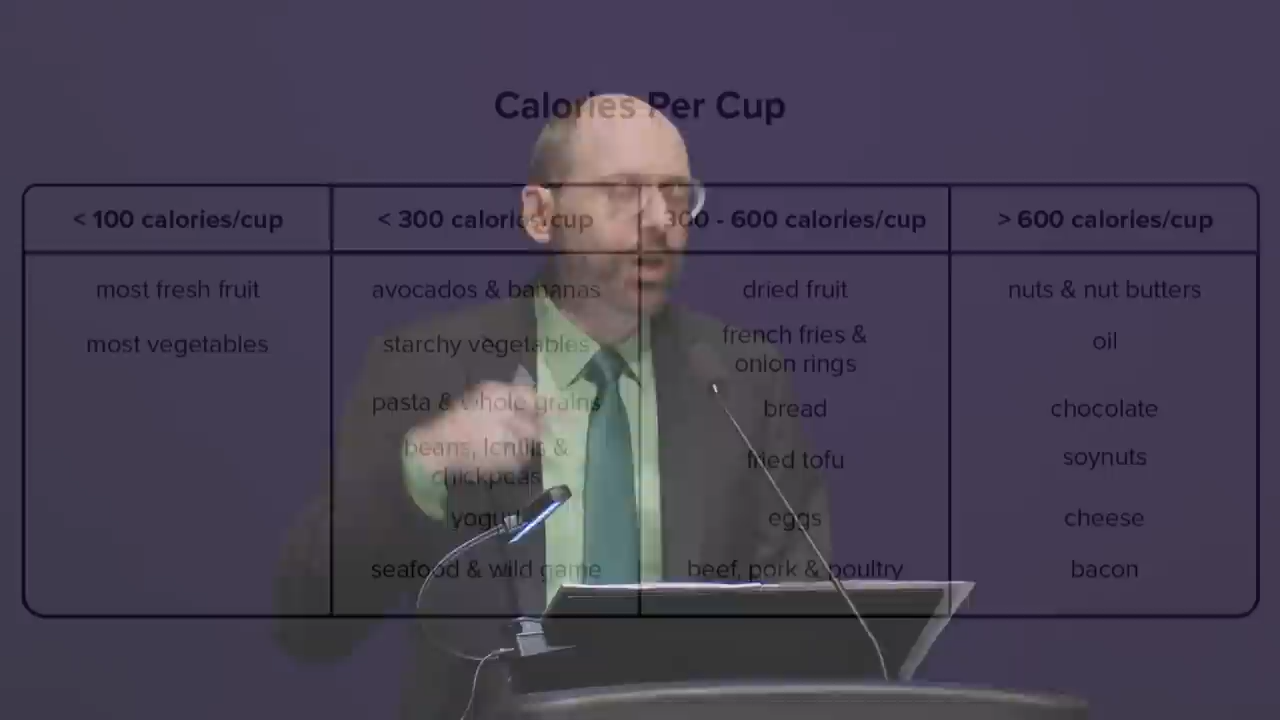 Calories Per Cup
< 100 calories/cup
< 300 calories/cup
300 - 600 calories/cup
> 600 calories/cup
most fresh fruit
most vegetables
avocados & bananas
starchy vegetables
pasta & whole grains
beans, lentils &
chickpeas
yogurt
seafood & wild game
dried fruit
french fries &
onion rings
bread
fried tofu
eggs
beef, pork & poultry
nuts & nut butters
oil
chocolate
soynuts
cheese
bacon